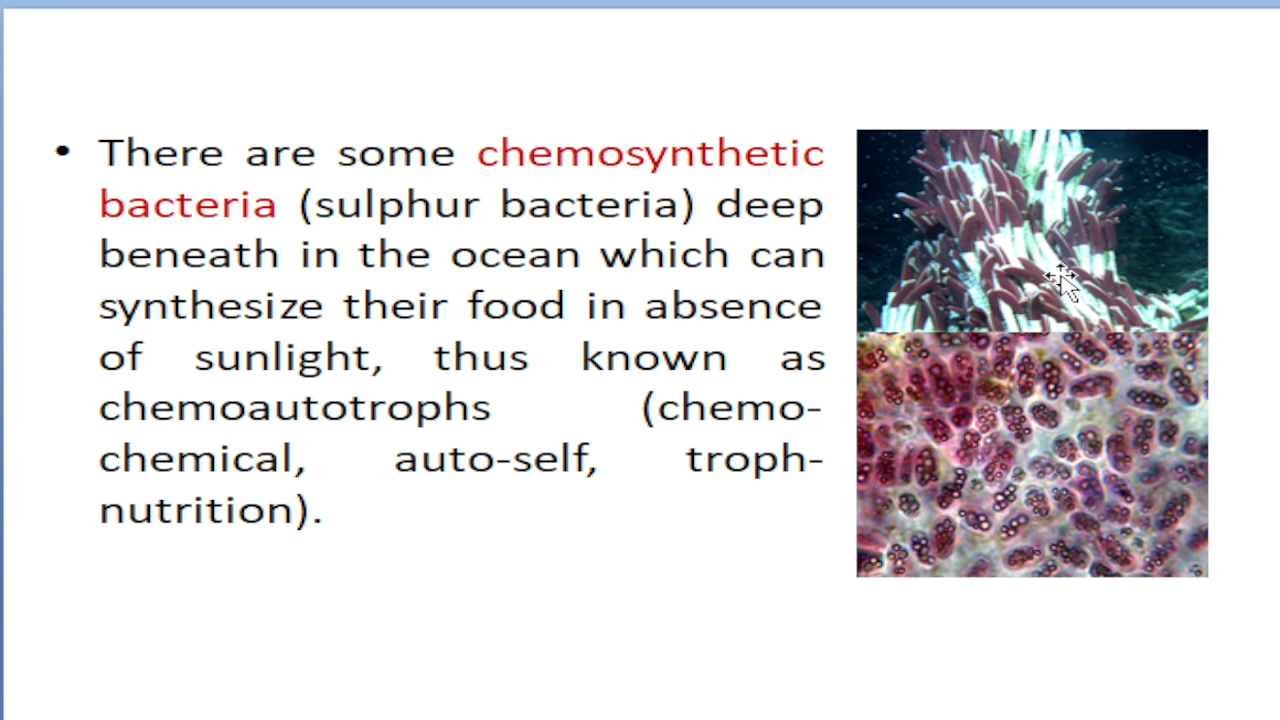 • There are some chemosynthetic
bacteria (sulphur bacteria) deep
beneath in the ocean which can
synthesize their food in absence
of sunlight, thus known as
chemoautotrophs (chemo-
chemical, auto-self, troph-
nutrition).